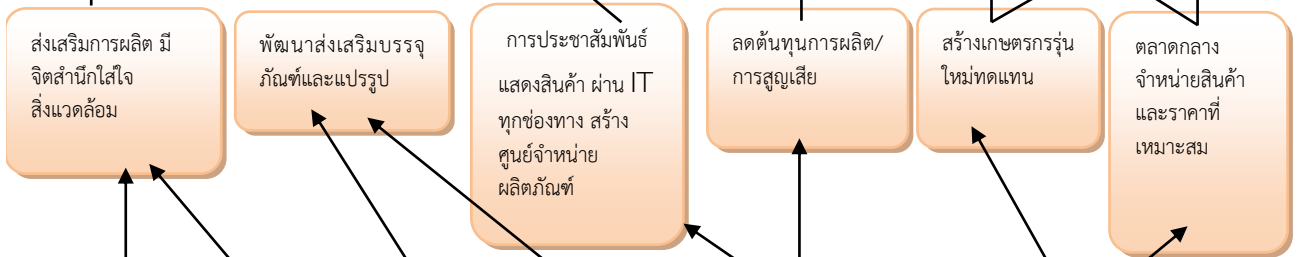 ส่งเสริมการผลิต มี
จิตสำนึกใส่ใจ
สิ่งแวดล้อม
พัฒนาส่งเสริมบรรจุ
ภัณฑ์และแปรรูป
การประชาสัมพันธ์
แสดงสินค้า ผ่าน IT
ทุกช่องทาง สร้าง
ศูนย์จำหน่าย
ผลิตภัณฑ์
ลดต้นทุนการผลิต/
การสูญเสีย
สร้างเกษตรกรรุ่น
ใหม่ทดแทน
ตลาดกลาง
จำหน่ายสินค้า
และราคาที่
เหมาะสม